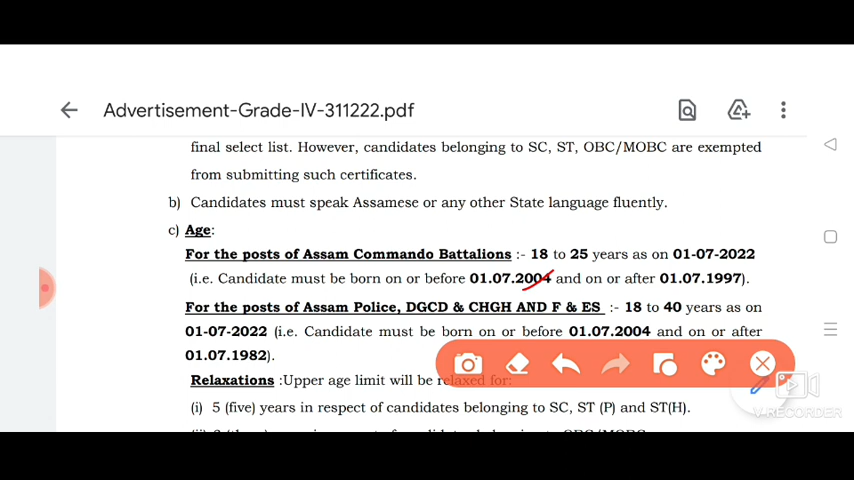 Advertisement-Grade-IV-311222.pdf
final select list. However, candidates belonging to SC, ST, OBC/MOBC are exempted
from submitting such certificates.
b) Candidates must speak Assamese or any other State language fluently.
c) Age:
For the posts of Assam Commando Battalions :- 18 to 25 years as on 01-07-2022
(i.e. Candidate must be born on or before 01.07.2004 and on or after 01.07.1997).
For the posts of Assam Police, DGCD & CHGH AND F & ES :- 18 to 40 years as on
01-07-2022 (i.e. Candidate must be born on or before 01.07.2004 and on or after
01.07.1982).
Relaxations :Upper age limit will be relaxed for:
(i) 5 (five) years in respect of candidates belonging to SC, ST (P) and ST(H).
V-RECORDER